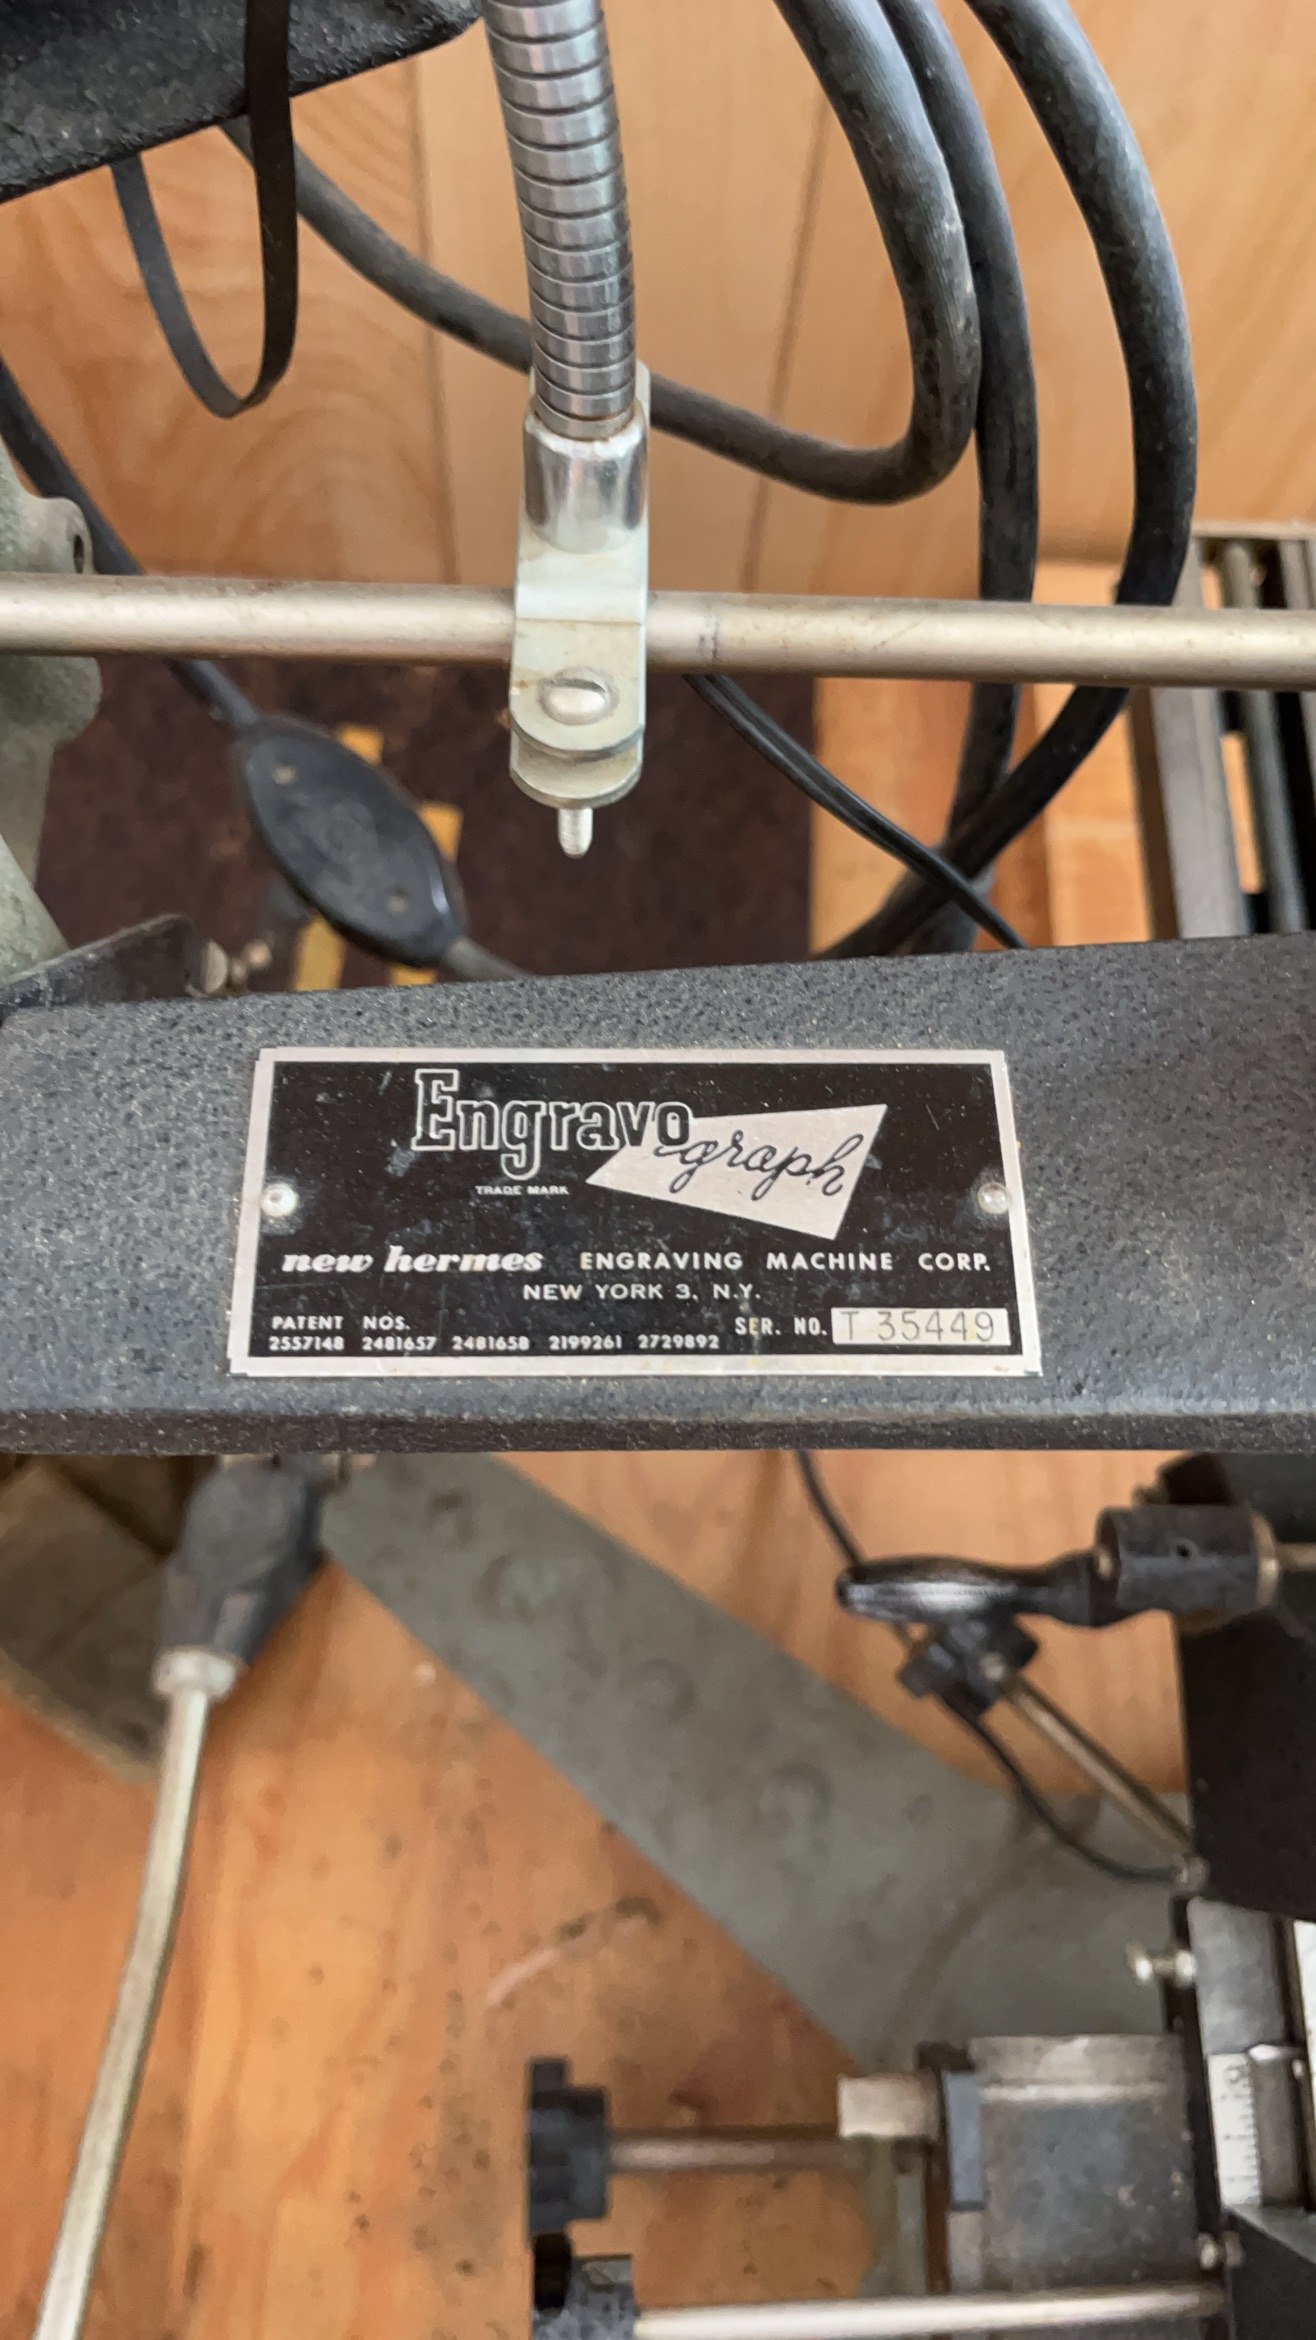 Engravo graph
TRADE MARK
new hermes ENGRAVING MACHINE CORP.
NEW YORK 3, N.Y.
PATENT NOS.
2557148 2481657 2481658 2199261 2729892 SER. NO. T 35449